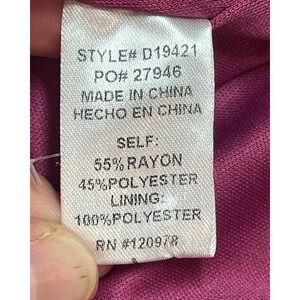 STYLE# D19421
PO# 27946
MADE IN CHINA
HECHO EN CHINA
SELF:
55%RAYON
45%POLYESTER
LINING:
100%POLYESTER
RN #120978